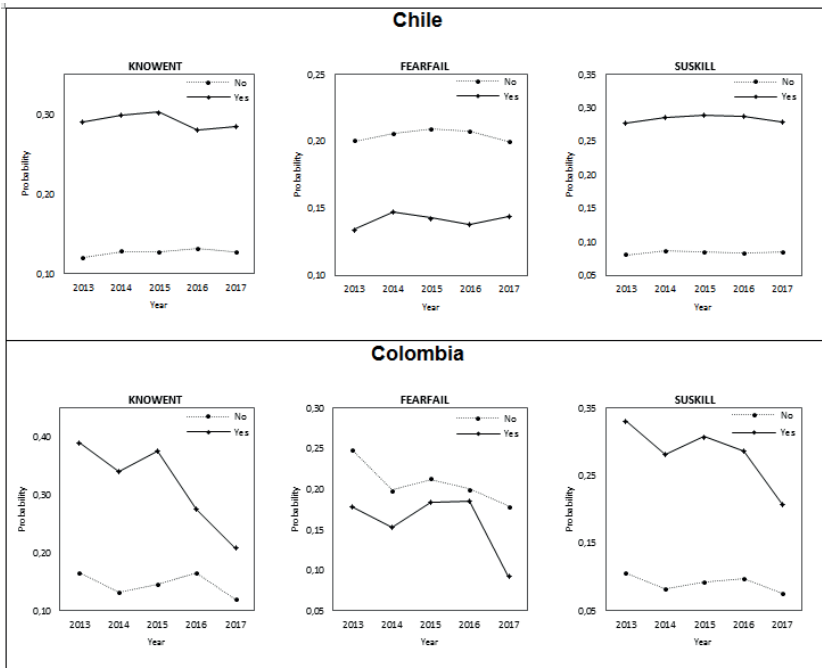 Chile
KNOWENT
No
Yes
0,30
0,20
0,10
Probability
2013 2014 2015 2016 2017
Year
FEARFAIL
No
Yes
0,25
0,20
0,15
0,10
Probability
2013 2014 2015 2016 2017
Year
SUSKILL
No
Yes
0,35
0,30
0,25
0,20
0,15
0,10
0,05
Probability
2013 2014 2015 2016 2017
Year
Colombia
KNOWENT
No
Yes
0,40
0,30
0,20
0,10
Probability
2013 2014 2015 2016 2017
Year
FEARFAIL
No
Yes
0,30
0,25
0,20
0,15
0,10
0,05
Probability
2013 2014 2015 2016 2017
Year
SUSKILL
No
Yes
0,35
0,25
0,15
0,05
Probability
2013 2014 2015 2016 2017
Year